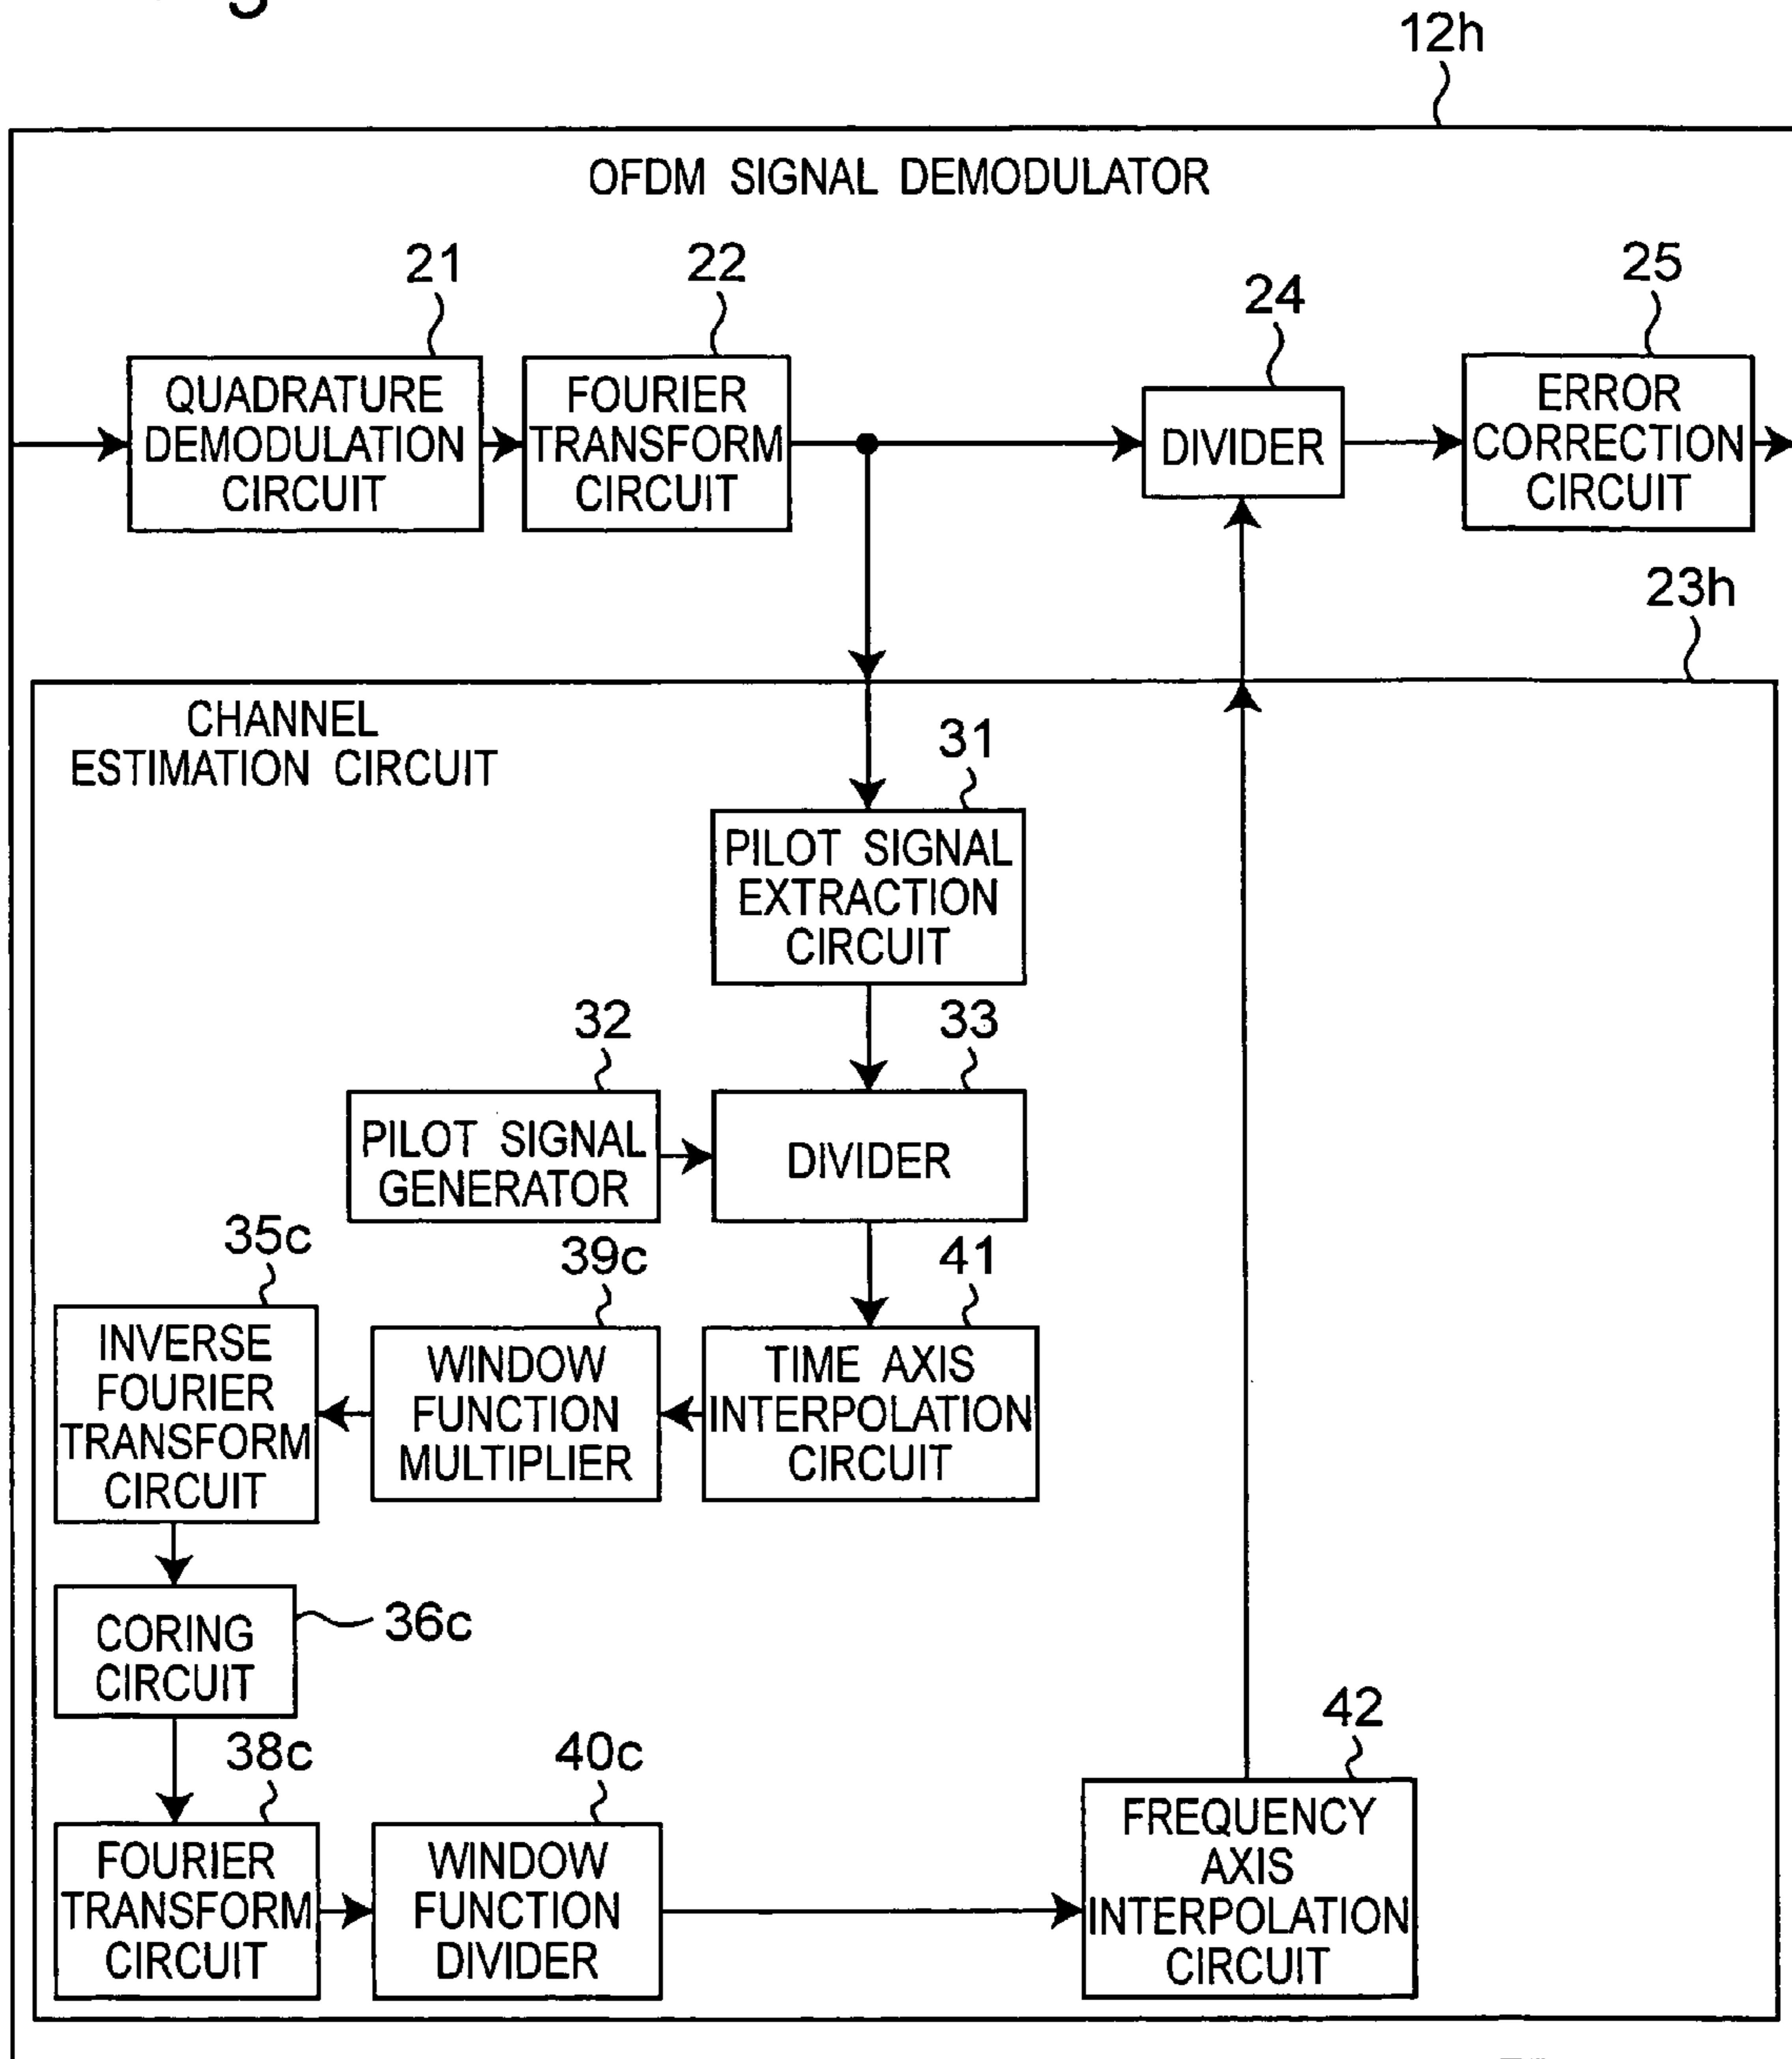 12h
OFDM SIGNAL DEMODULATOR
21
22
24
25
QUADRATURE
DEMODULATION
CIRCUIT
FOURIER
TRANSFORM
CIRCUIT
DIVIDER
ERROR
CORRECTION
CIRCUIT
23h
CHANNEL
ESTIMATION CIRCUIT
31
PILOT SIGNAL
EXTRACTION
CIRCUIT
32
33
PILOT SIGNAL
GENERATOR
DIVIDER
35c
39c
41
INVERSE
FOURIER
TRANSFORM
CIRCUIT
WINDOW
FUNCTION
MULTIPLIER
TIME AXIS
INTERPOLATION
CIRCUIT
36c
CORING
CIRCUIT
38c
40c
42
FOURIER
TRANSFORM
CIRCUIT
WINDOW
FUNCTION
DIVIDER
FREQUENCY
AXIS
INTERPOLATION
CIRCUIT